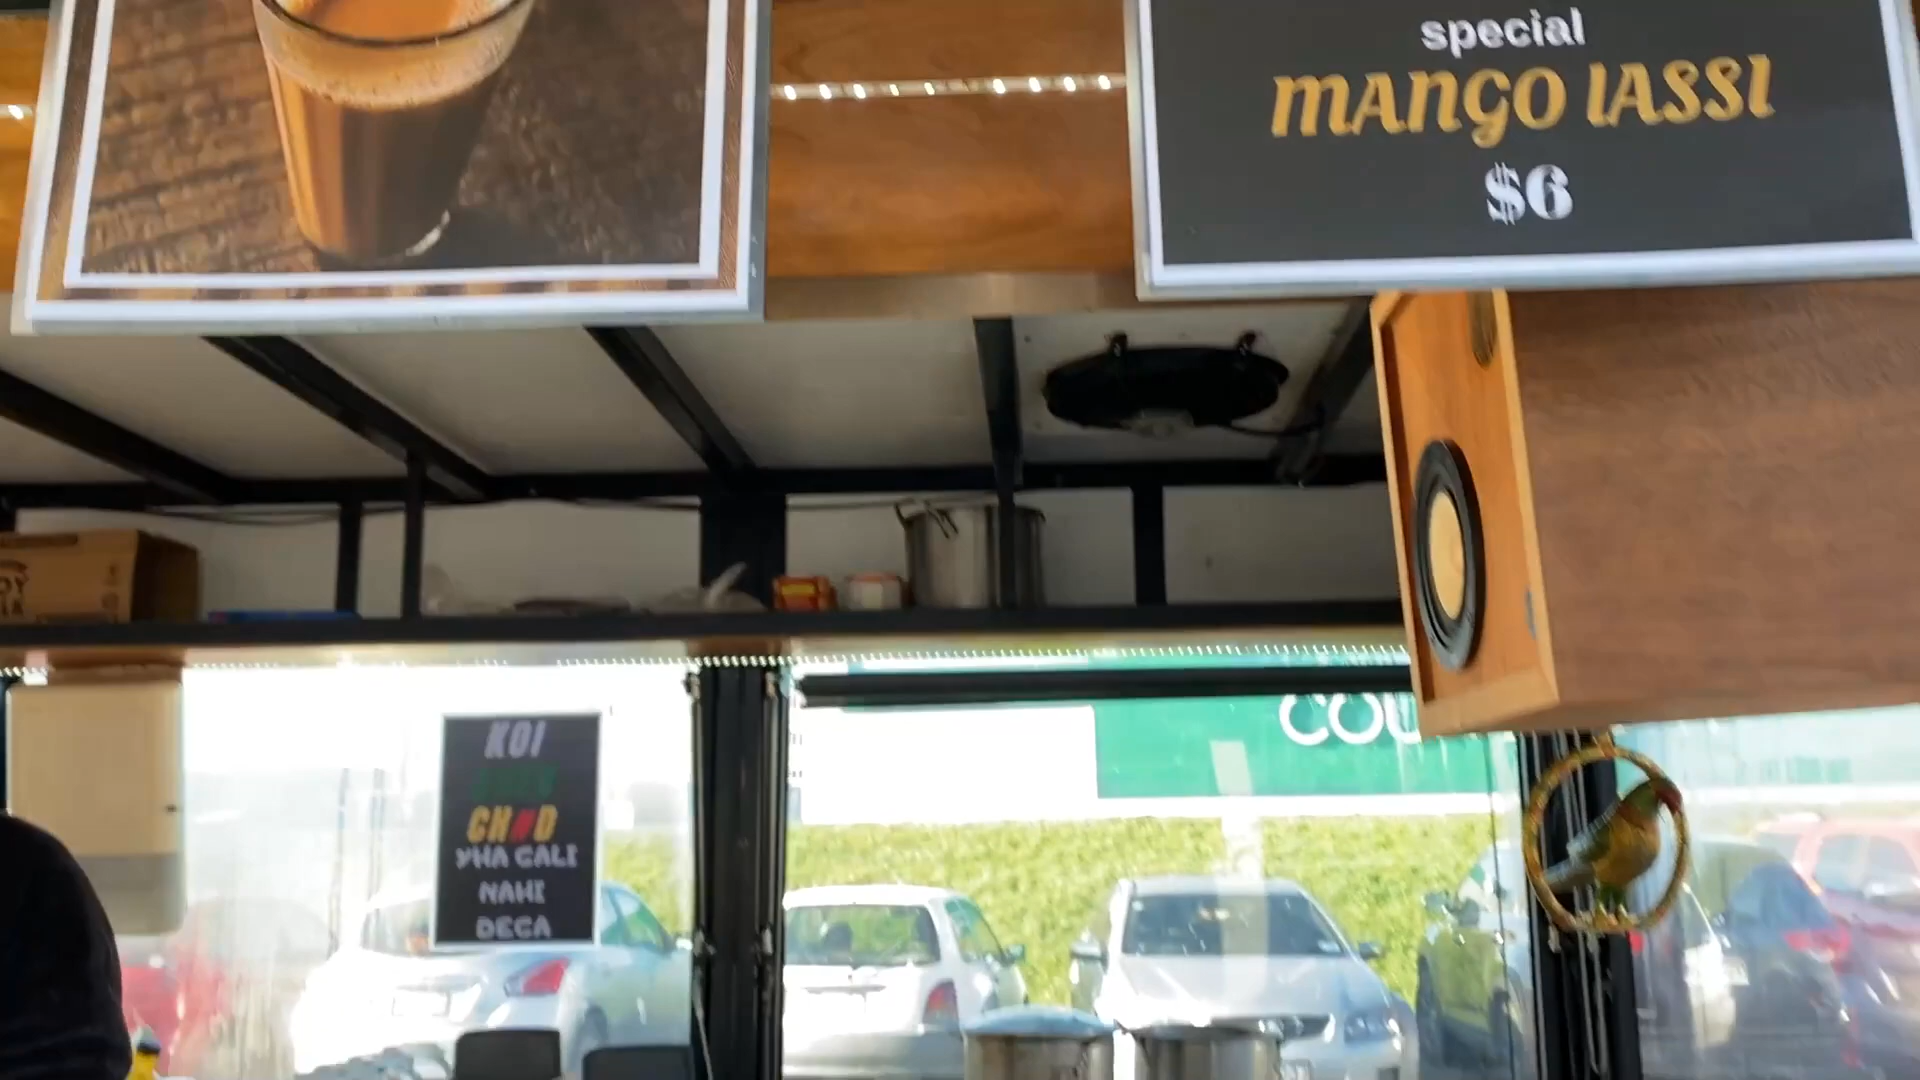 special
MANGO lASSI
$6
COU
KOI
CH#D
YHA CALI
NAHI
DECA